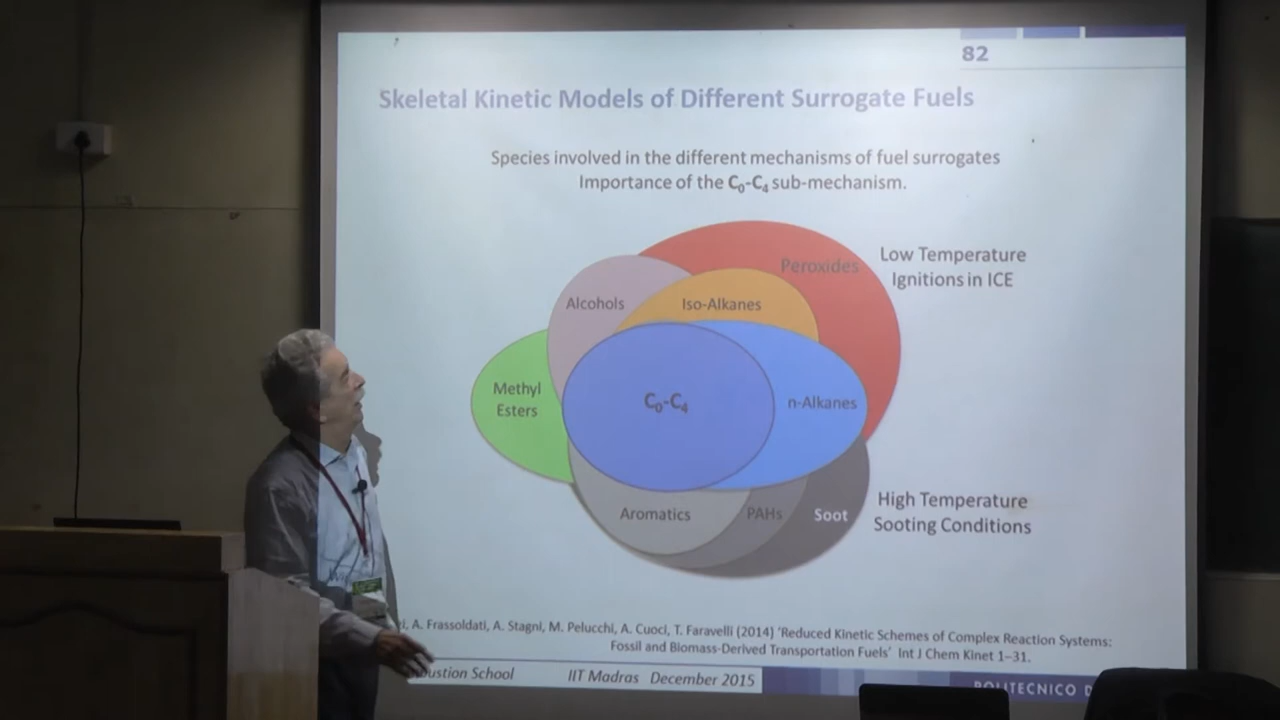 82
Skeletal Kinetic Models of Different Surrogate Fuels
Species involved in the different mechanisms of fuel surrogates
Importance of the C₀-C₄ sub-mechanism.
Peroxides
Low Temperature
Ignitions in ICE
Alcohols
Iso-Alkanes
Methyl
Esters
C₀-C₄
n-Alkanes
Aromatics
PAHs
Soot
High Temperature
Sooting Conditions
A. Frassoldati, A. Stagni, M. Pelucchi, A. Cuoci, T. Faravelli (2014) 'Reduced Kinetic Schemes of Complex Reaction Systems:
Fossil and Biomass-Derived Transportation Fuels' Int J Chem Kinet 1–31.
School
IIT Madras December 2015
POLITECNICO D